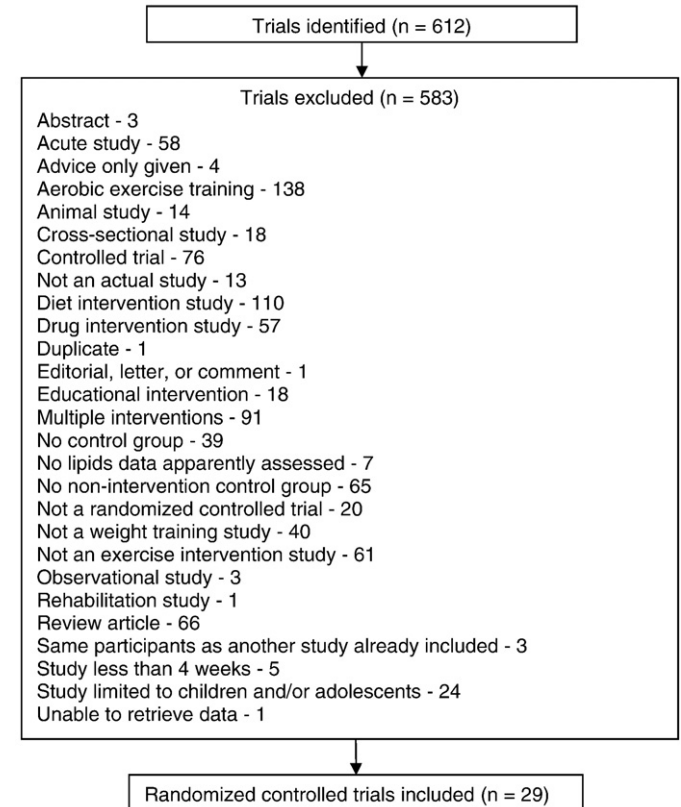 Trials identified (n = 612)
Trials excluded (n = 583)
Abstract - 3
Acute study - 58
Advice only given - 4
Aerobic exercise training - 138
Animal study - 14
Cross-sectional study - 18
Controlled trial - 76
Not an actual study - 13
Diet intervention study - 110
Drug intervention study - 57
Duplicate - 1
Editorial, letter, or comment - 1
Educational intervention - 18
Multiple interventions - 91
No control group - 39
No lipids data apparently assessed - 7
No non-intervention control group - 65
Not a randomized controlled trial - 20
Not a weight training study - 40
Not an exercise intervention study - 61
Observational study - 3
Rehabilitation study - 1
Review article - 66
Same participants as another study already included - 3
Study less than 4 weeks - 5
Study limited to children and/or adolescents - 24
Unable to retrieve data - 1
Randomized controlled trials included (n = 29)